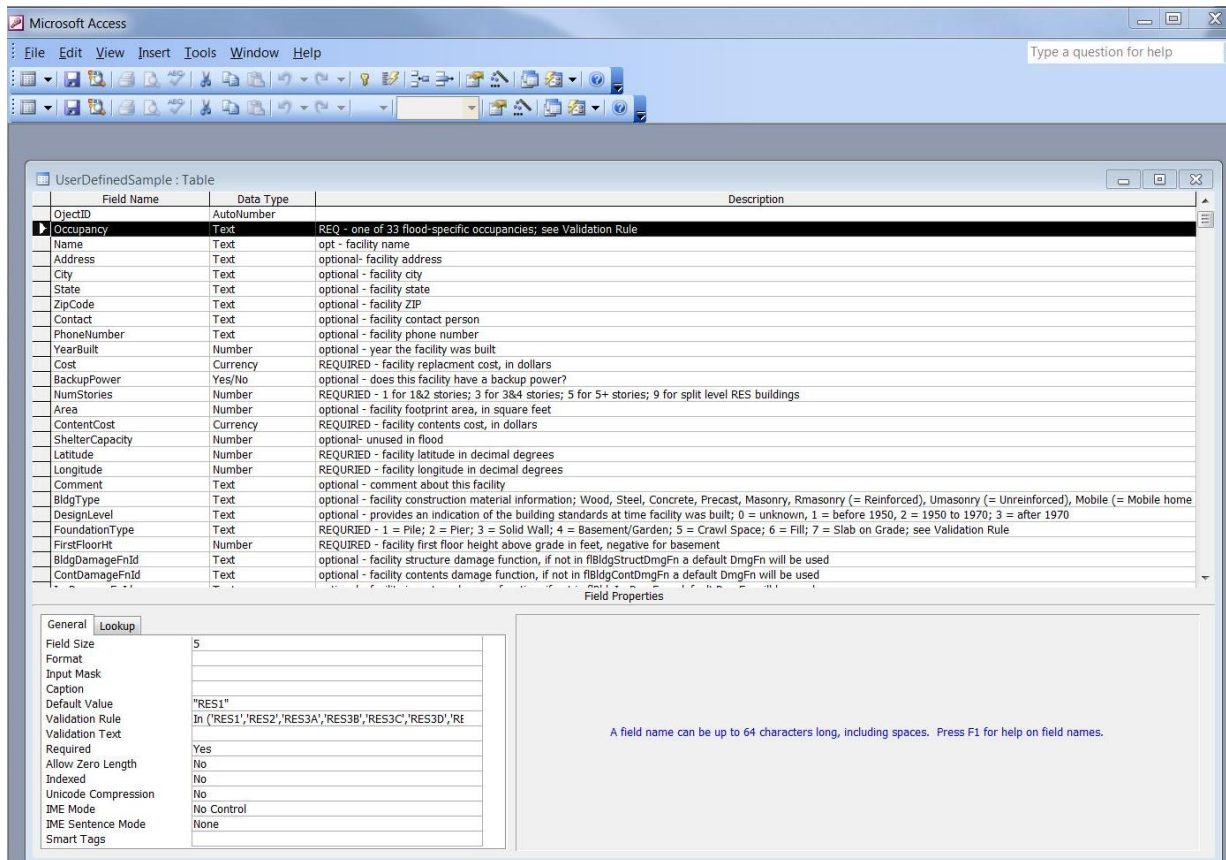 Microsoft Access
File Edit View Insert Tools Window Help
Type a question for help
UserDefinedSample : Table
Field Name Data Type Description
OjectID AutoNumber
Occupancy Text REQ - one of 33 flood-specific occupancies; see Validation Rule
Name Text opt - facility name
Address Text optional- facility address
City Text optional - facility city
State Text optional - facility state
ZipCode Text optional - facility ZIP
Contact Text optional - facility contact person
PhoneNumber Text optional - facility phone number
YearBuilt Number optional - year the facility was built
Cost Currency REQUIRED - facility replacment cost, in dollars
BackupPower Yes/No optional - does this facility have a backup power?
NumStories Number REQURIED - 1 for 1&2 stories; 3 for 3&4 stories; 5 for 5+ stories; 9 for split level RES buildings
Area Number optional - facility footprint area, in square feet
ContentCost Currency REQUIRED - facility contents cost, in dollars
ShelterCapacity Number optional- unused in flood
Latitude Number REQURIED - facility latitude in decimal degrees
Longitude Number REQURIED - facility longitude in decimal degrees
Comment Text optional - comment about this facility
BldgType Text optional - facility construction material information; Wood, Steel, Concrete, Precast, Masonry, Rmasonry (= Reinforced), Umasonry (= Unreinforced), Mobile (= Mobile home
DesignLevel Text optional - provides an indication of the building standards at time facility was built; 0 = unknown, 1 = before 1950, 2 = 1950 to 1970; 3 = after 1970
FoundationType Text REQURIED - 1 = Pile; 2 = Pier; 3 = Solid Wall; 4 = Basement/Garden; 5 = Crawl Space; 6 = Fill; 7 = Slab on Grade; see Validation Rule
FirstFloorHt Number REQUIRED - facility first floor height above grade in feet, negative for basement
BldgDamageFnId Text optional - facility structure damage function, if not in flBldgStructDmgFn a default DmgFn will be used
ContDamageFnId Text optional - facility contents damage function, if not in flBldgContDmgFn a default DmgFn will be used
Field Properties
General Lookup
Field Size 5
Format
Input Mask
Caption
Default Value "RES1"
Validation Rule In ('RES1','RES2','RES3A','RES3B','RES3C','RES3D','RE
Validation Text
Required Yes
Allow Zero Length No
Indexed No
Unicode Compression No
IME Mode No Control
IME Sentence Mode None
Smart Tags
A field name can be up to 64 characters long, including spaces. Press F1 for help on field names.